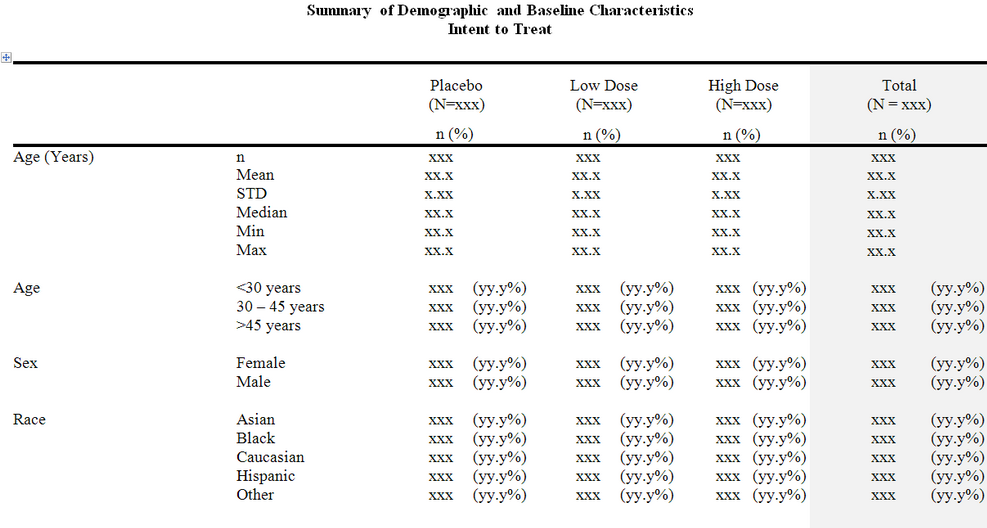 Summary of Demographic and Baseline Characteristics
Intent to Treat
Placebo Low Dose High Dose Total
(N=xxx) (N=xxx) (N=xxx) (N = xxx)
n (%) n (%) n (%) n (%)
Age (Years) n xxx xxx xxx xxx
Mean xx.x xx.x xx.x xx.x
STD x.xx x.xx x.xx x.xx
Median xx.x xx.x xx.x xx.x
Min xx.x xx.x xx.x xx.x
Max xx.x xx.x xx.x xx.x
Age <30 years xxx (yy.y%) xxx (yy.y%) xxx (yy.y%) xxx (yy.y%)
30 – 45 years xxx (yy.y%) xxx (yy.y%) xxx (yy.y%) xxx (yy.y%)
>45 years xxx (yy.y%) xxx (yy.y%) xxx (yy.y%) xxx (yy.y%)
Sex Female xxx (yy.y%) xxx (yy.y%) xxx (yy.y%) xxx (yy.y%)
Male xxx (yy.y%) xxx (yy.y%) xxx (yy.y%) xxx (yy.y%)
Race Asian xxx (yy.y%) xxx (yy.y%) xxx (yy.y%) xxx (yy.y%)
Black xxx (yy.y%) xxx (yy.y%) xxx (yy.y%) xxx (yy.y%)
Caucasian xxx (yy.y%) xxx (yy.y%) xxx (yy.y%) xxx (yy.y%)
Hispanic xxx (yy.y%) xxx (yy.y%) xxx (yy.y%) xxx (yy.y%)
Other xxx (yy.y%) xxx (yy.y%) xxx (yy.y%) xxx (yy.y%)